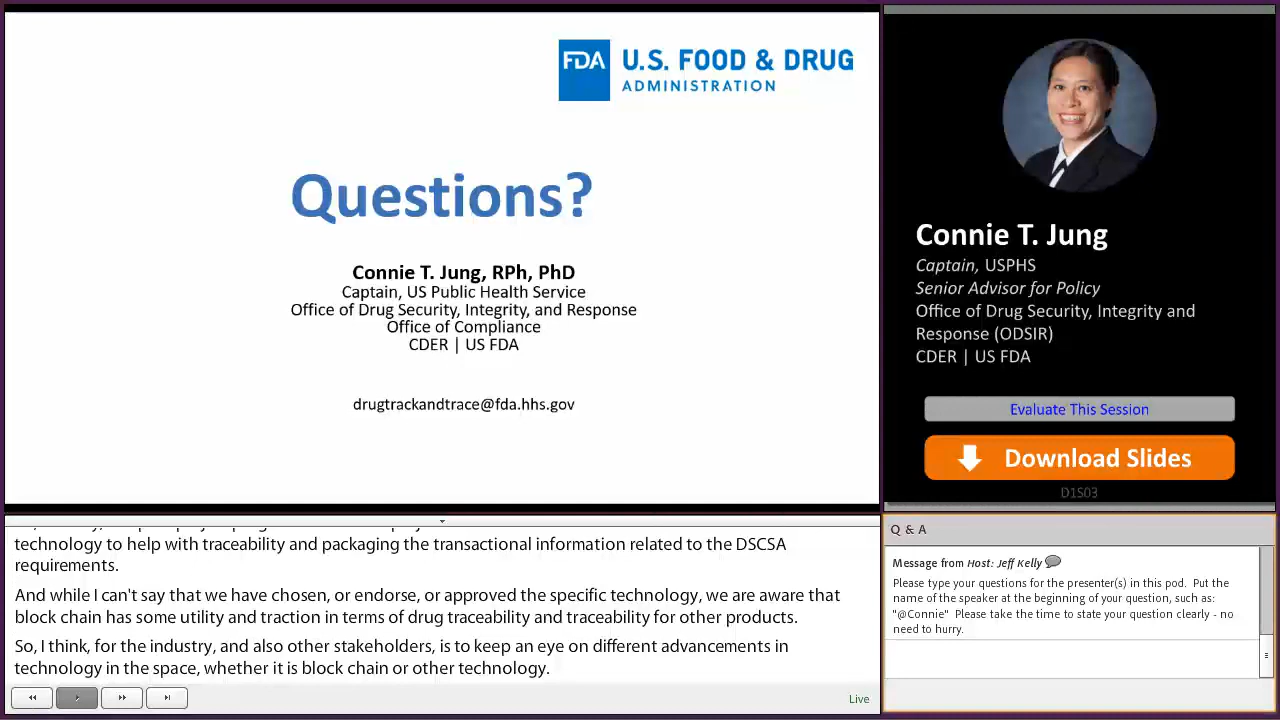 FDA
U.S. FOOD & DRUG
ADMINISTRATION
Questions?
Connie T. Jung, RPh, PhD
Captain, US Public Health Service
Office of Drug Security, Integrity, and Response
Office of Compliance
CDER | US FDA
drugtrackandtrace@fda.hhs.gov
Connie T. Jung
Captain, USPHS
Senior Advisor for Policy
Office of Drug Security, Integrity and
Response (ODSIR)
CDER | US FDA
Evaluate This Session
Download Slides
D1S03
technology to help with traceability and packaging the transactional information related to the DSCSA
requirements.
And while I can't say that we have chosen, or endorse, or approved the specific technology, we are aware that
block chain has some utility and traction in terms of drug traceability and traceability for other products.
So, I think, for the industry, and also other stakeholders, is to keep an eye on different advancements in
technology in the space, whether it is block chain or other technology.
Live
Q & A
Message from Host: Jeff Kelly
Please type your questions for the presenter(s) in this pod.  Put the
name of the speaker at the beginning of your question, such as:
"@Connie"  Please take the time to state your question clearly - no
need to hurry.